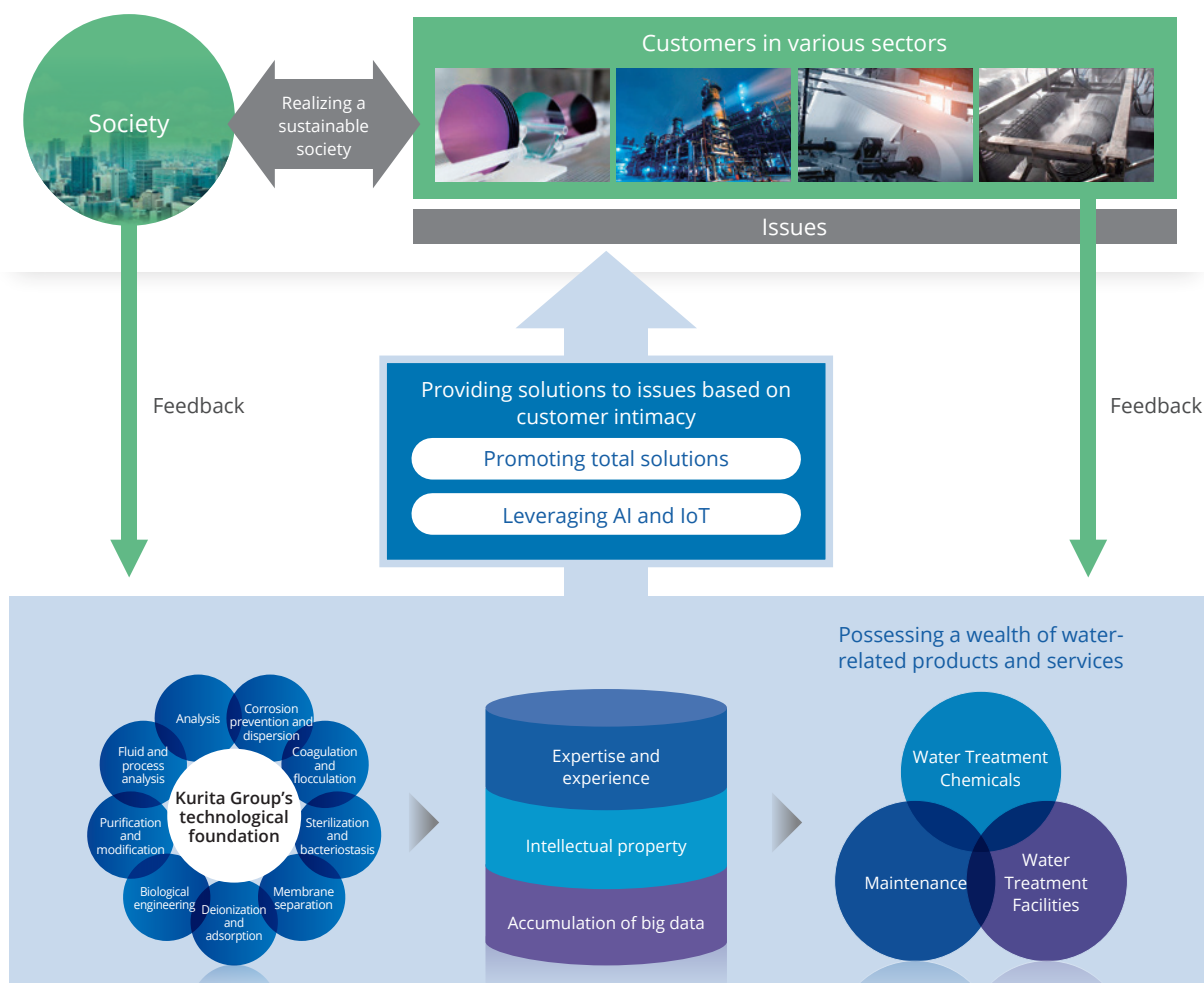 Society
Realizing a
sustainable
society
Customers in various sectors
Issues
Feedback
Providing solutions to issues based on
customer intimacy
Promoting total solutions
Leveraging AI and IoT
Feedback
Kurita Group's
technological
foundation
Analysis
Corrosion
prevention and
dispersion
Coagulation
and
flocculation
Sterilization
and
bacteriostasis
Membrane
separation
Deionization
and
adsorption
Biological
engineering
Purification
and
modification
Fluid and
process
analysis
Expertise and
experience
Intellectual property
Accumulation of big data
Possessing a wealth of water-
related products and services
Water Treatment
Chemicals
Maintenance
Water
Treatment
Facilities